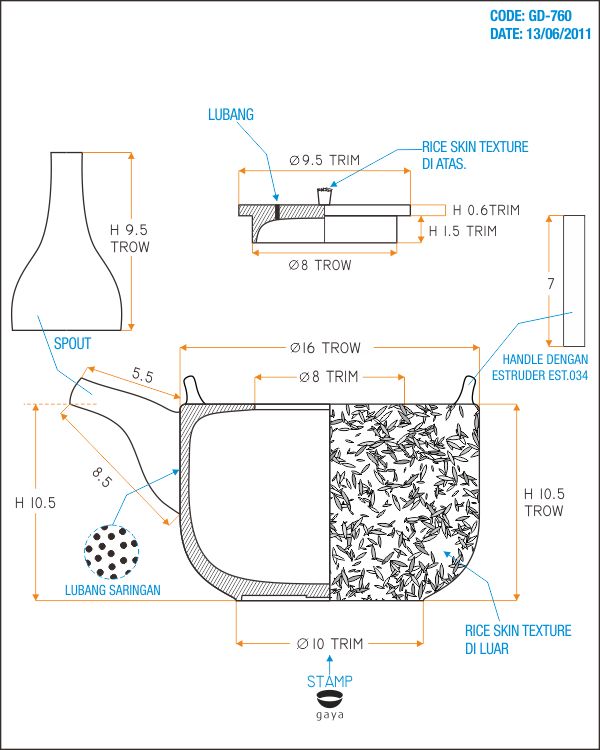 CODE: GD-760
DATE: 13/06/2011
LUBANG
RICE SKIN TEXTURE
DI ATAS.
Ø9.5 TRIM
H 0.6TRIM
H 1.5 TRIM
Ø8 TROW
H 9.5
TROW
SPOUT
7
HANDLE DENGAN
ESTRUDER EST.034
Ø16 TROW
5.5
Ø8 TRIM
8.5
H 10.5
H 10.5
TROW
LUBANG SARINGAN
RICE SKIN TEXTURE
DI LUAR
Ø10 TRIM
STAMP
gaya